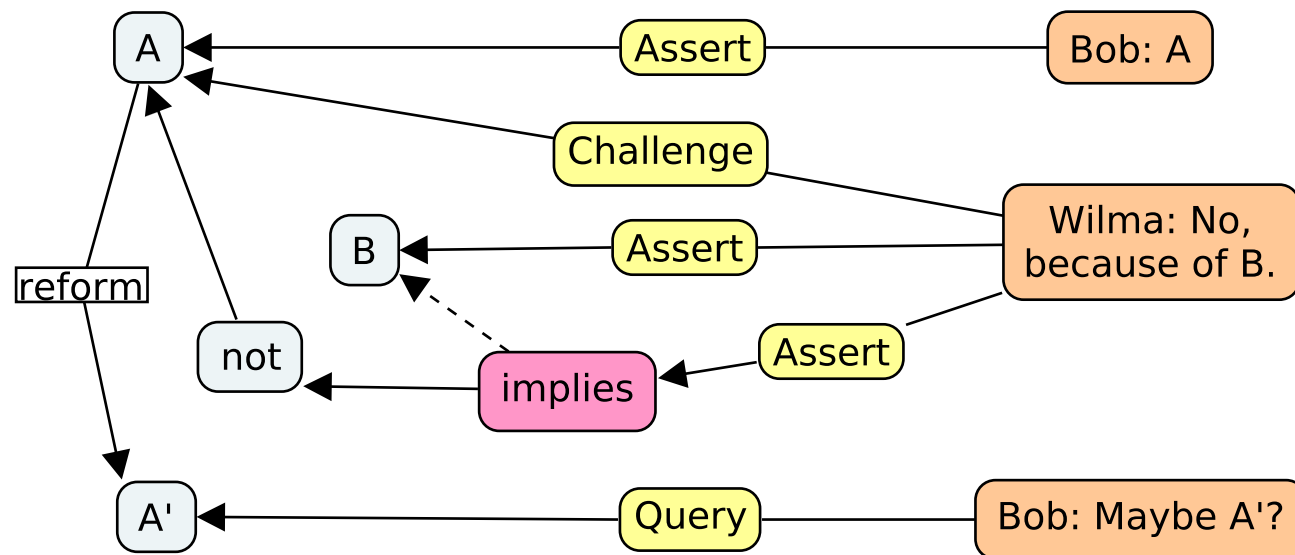 A
Assert
Bob: A
Challenge
Wilma: No,
because of B.
B
Assert
reform
not
implies
Assert
A'
Query
Bob: Maybe A'?